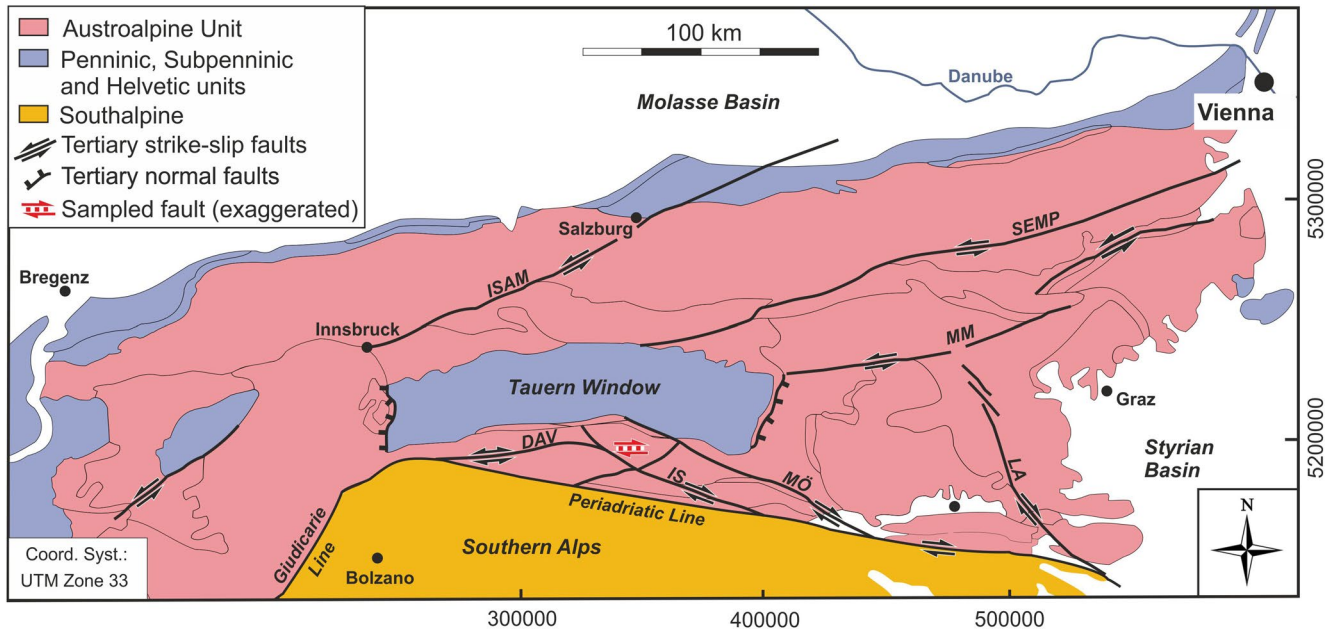 Austroalpine Unit
Penninic, Subpenninic
and Helvetic units
Southalpine
Tertiary strike-slip faults
Tertiary normal faults
Sampled fault (exaggerated)
100 km
Danube
Molasse Basin
Vienna
5300000
Salzburg
SEMP
Bregenz
ISAM
Innsbruck
MM
Tauern Window
Graz
5200000
DAV
Styrian
Basin
IS
MÖ
LA
Periadriatic Line
N
Giudicarie
Line
Southern Alps
Coord. Syst.:
UTM Zone 33
Bolzano
300000
400000
500000